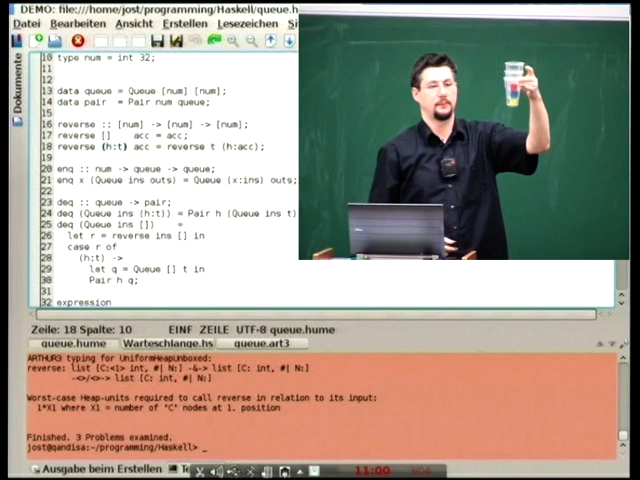 DEMO: file:///home/jost/programming/Haskell/queue.h
Datei Bearbeiten Ansicht Erstellen Lesezeichen S
Dokumente
10 type num = int 32;
11
12
13 data queue = Queue [num] [num];
14 data pair = Pair num queue;
15
16 reverse :: [num] -> [num] -> [num];
17 reverse [] acc = acc;
18 reverse (h:t) acc = reverse t (h:acc);
19
20 enq :: num -> queue -> queue;
21 enq x (Queue ins outs) = Queue (x:ins) outs;
22
23 deq :: queue -> pair;
24 deq (Queue ins (h:t)) = Pair h (Queue ins t)
25 deq (Queue ins []) =
26 let r = reverse ins [] in
27 case r of
28 (h:t) ->
29 let q = Queue [] t in
30 Pair h q;
31
32 expression
Zeile: 18 Spalte: 10 EINF ZEILE UTF-8 queue.hume
queue.hume Warteschlange.hs queue.art3
ARTHUR3 typing for UniformHeapUnboxed:
reverse: list [C:<1> int, #| N:] -&-> list [C: int, #| N:]
-<>/<>-> list [C: int, #| N:]
Worst-case Heap-units required to call reverse in relation to its input:
1*X1 where X1 = number of "C" nodes at 1. position
Finished. 3 Problems examined.
jost@qandisa:~/programming/Haskell> _
Ausgabe beim Erstellen Te
11:00